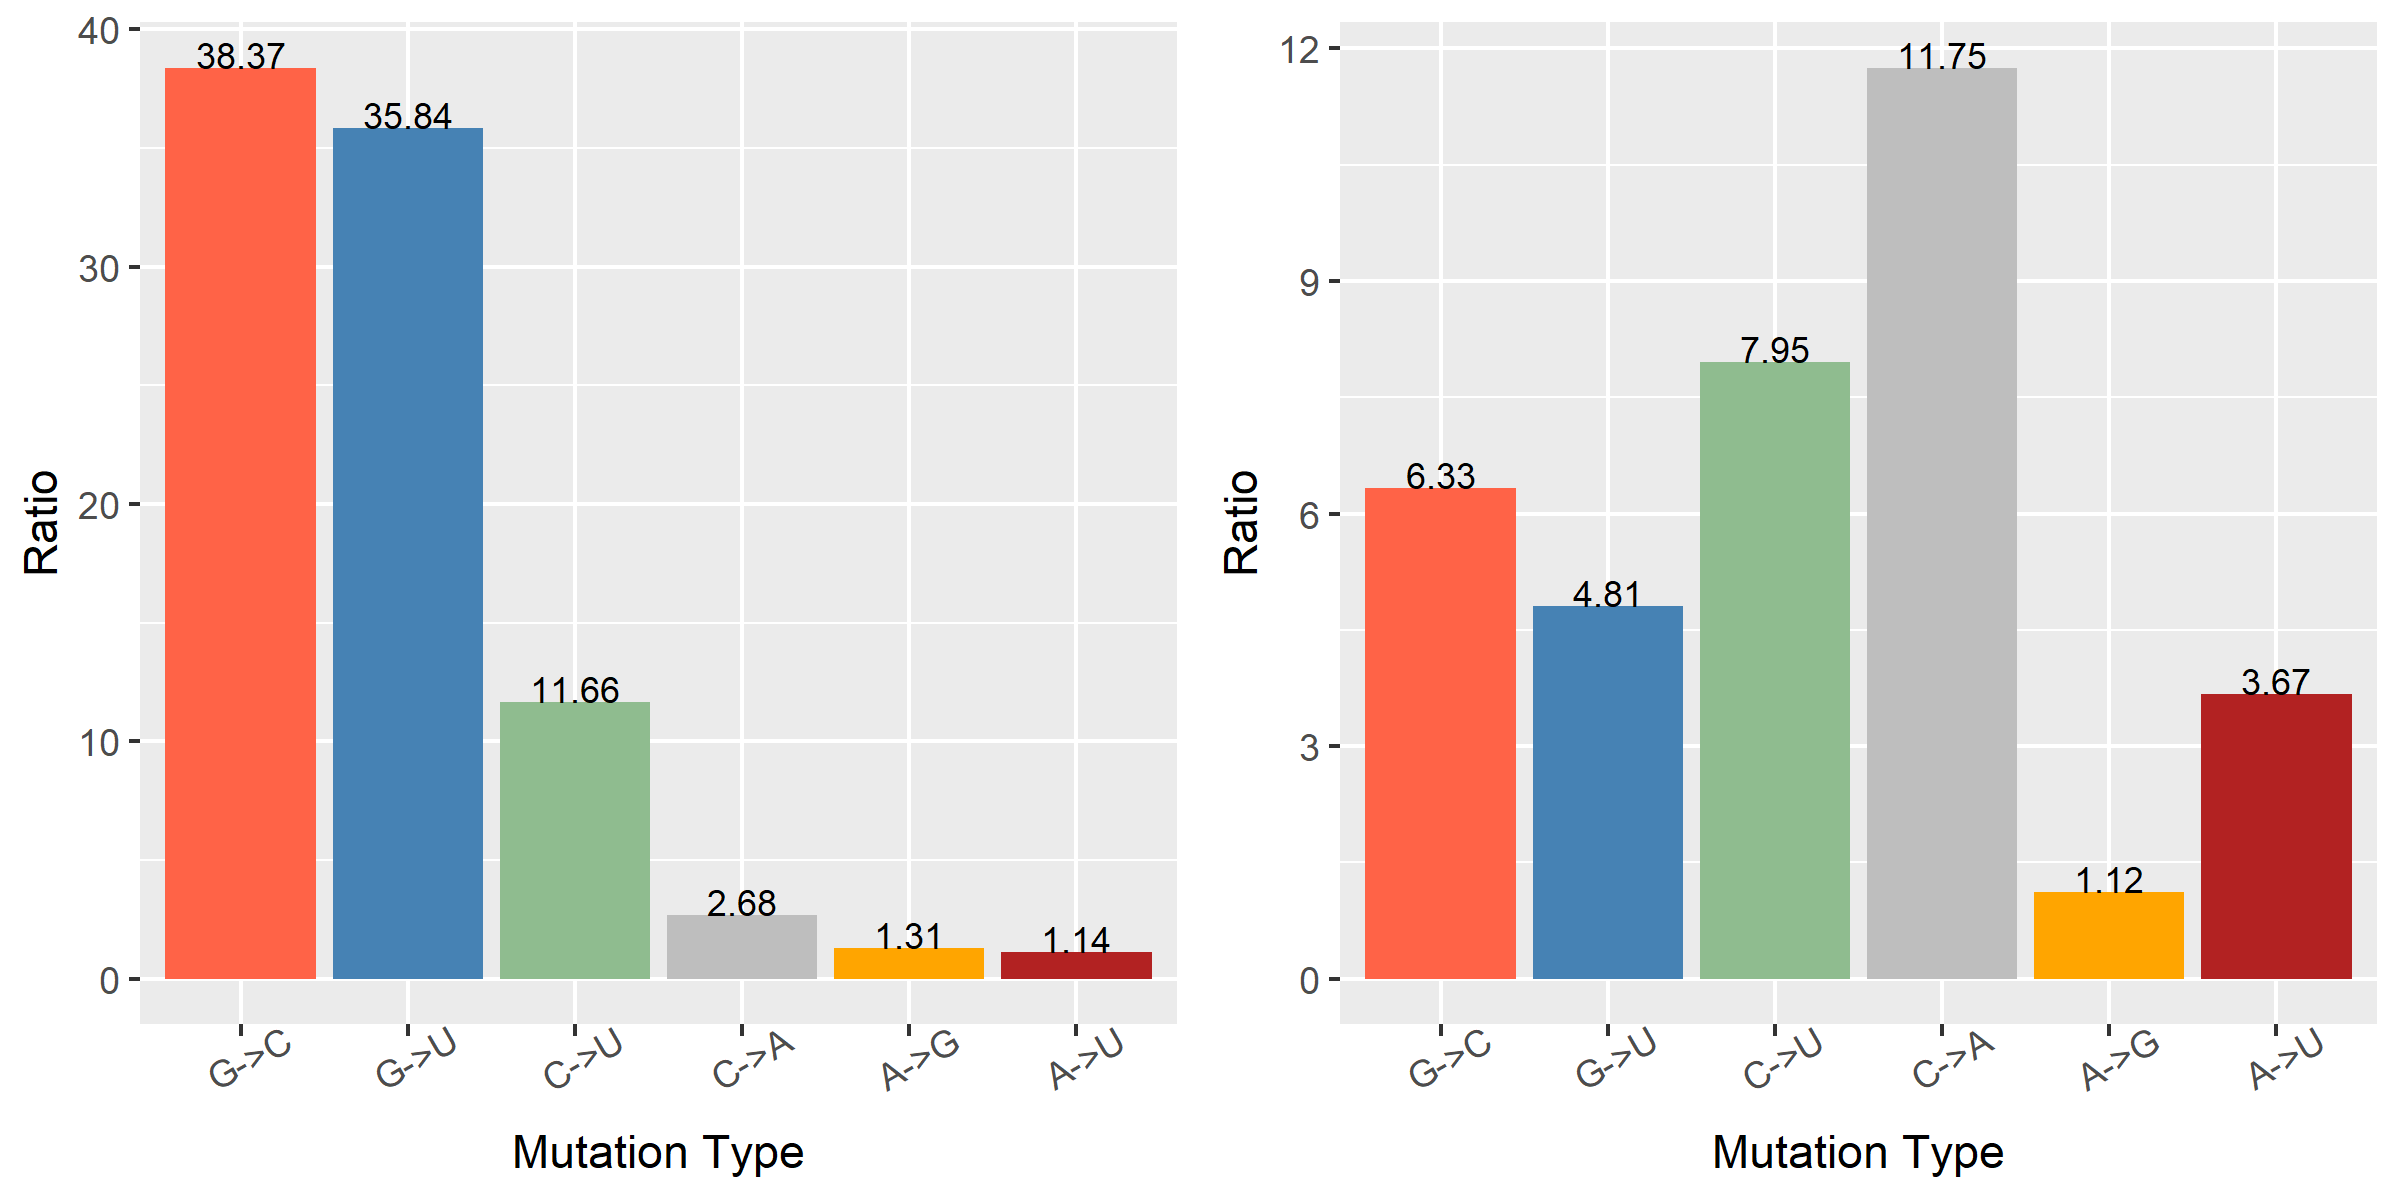 Ratio
40
30
20
10
0
38.37
35.84
11.66
2.68
1.31
1.14
G->C
G->U
C->U
C->A
A->G
A->U
Mutation Type
Ratio
12
9
6
3
0
6.33
4.81
7.95
11.75
1.12
3.67
G->C
G->U
C->U
C->A
A->G
A->U
Mutation Type